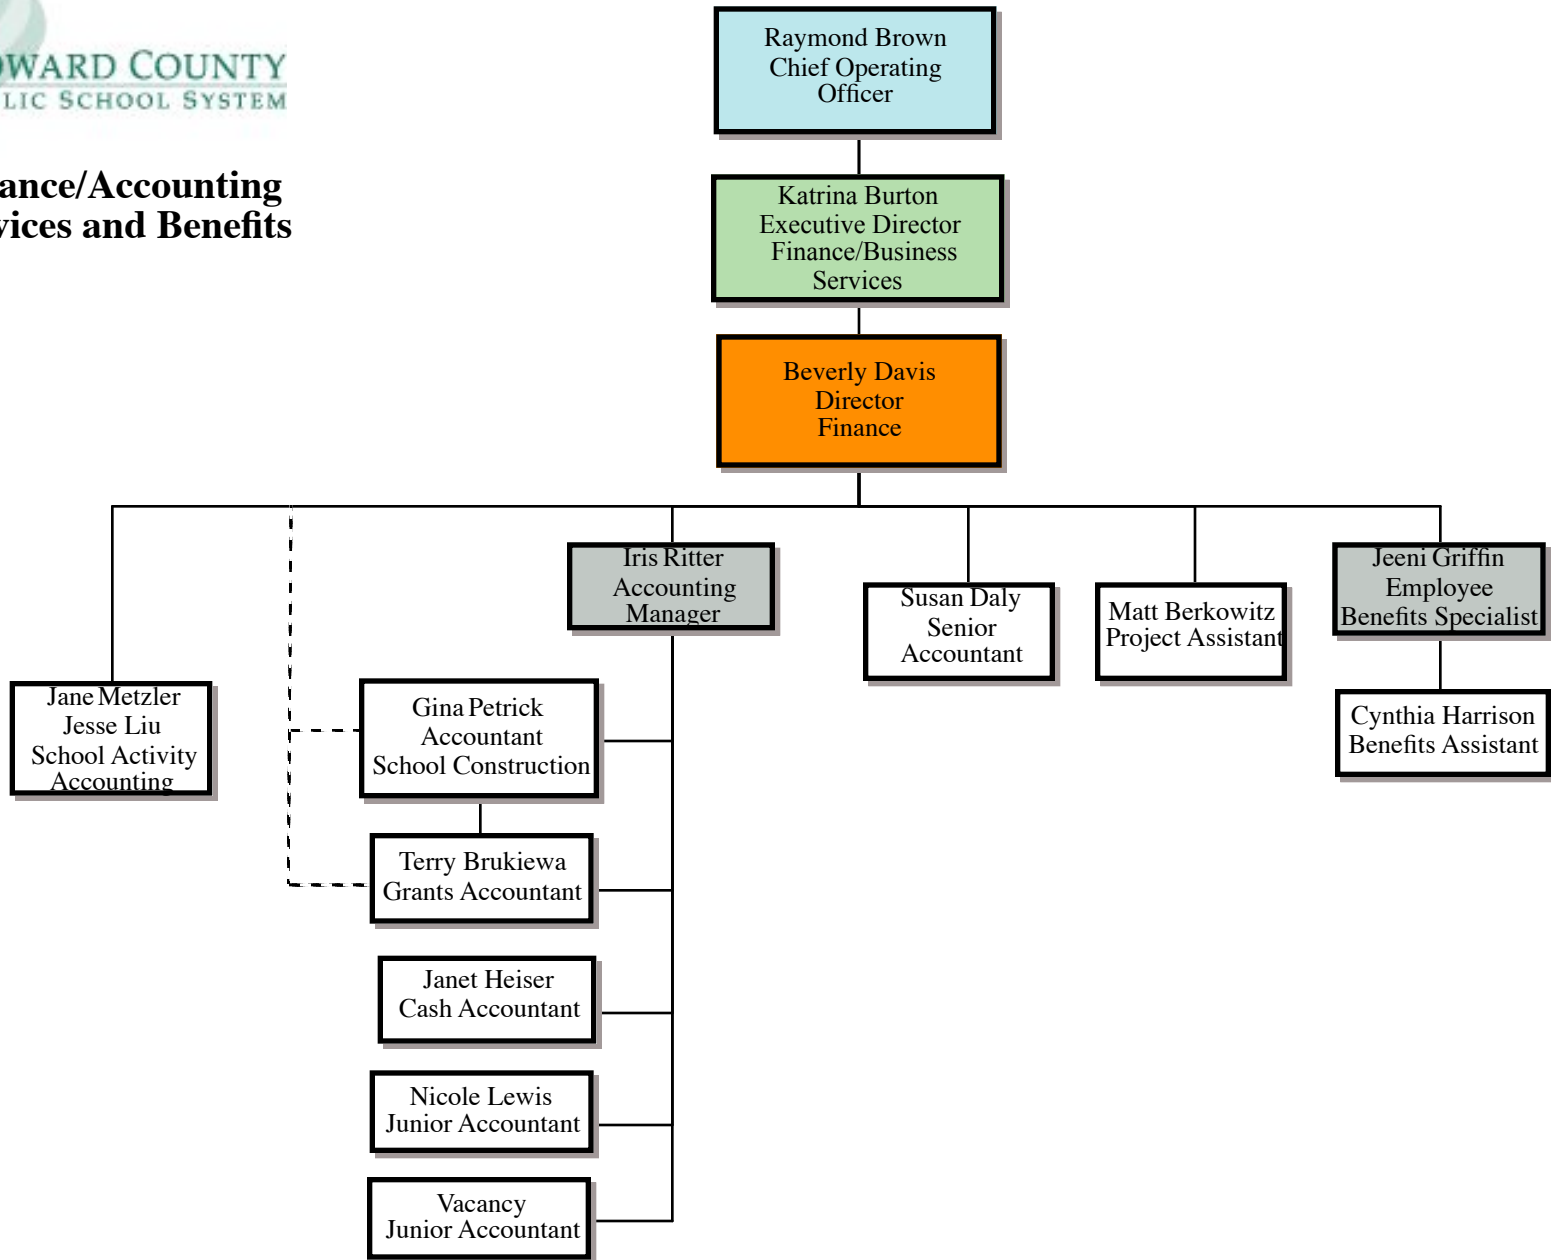 OWARD COUNTY
LIC SCHOOL SYSTEM
ance/Accounting
vices and Benefits
Raymond Brown
Chief Operating
Officer
Katrina Burton
Executive Director
Finance/Business
Services
Beverly Davis
Director
Finance
Iris Ritter
Accounting
Manager
Susan Daly
Senior
Accountant
Matt Berkowitz
Project Assistant
Jeeni Griffin
Employee
Benefits Specialist
Jane Metzler
Jesse Liu
School Activity
Accounting
Gina Petrick
Accountant
School Construction
Cynthia Harrison
Benefits Assistant
Terry Brukiewa
Grants Accountant
Janet Heiser
Cash Accountant
Nicole Lewis
Junior Accountant
Vacancy
Junior Accountant